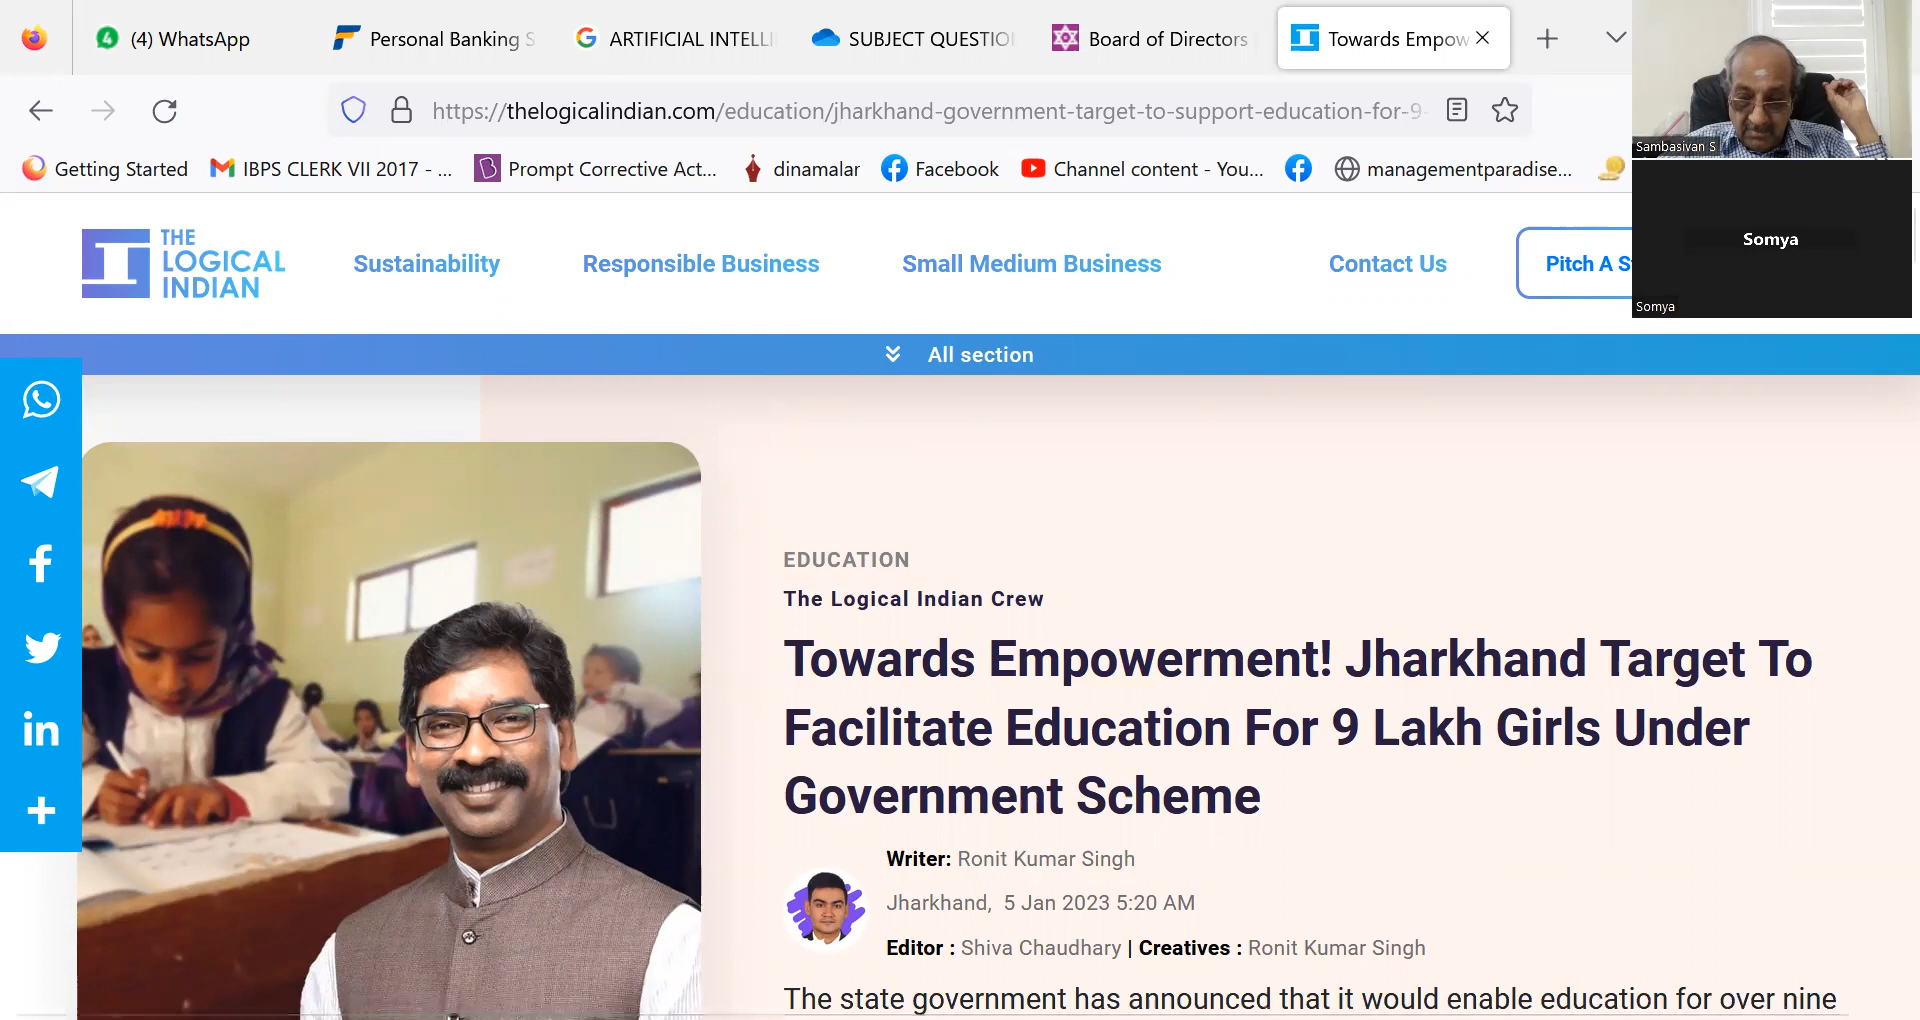 4
(4) WhatsApp
Personal Banking S
ARTIFICIAL INTELLI
SUBJECT QUESTIO
Board of Directors
Towards Empow
https://thelogicalindian.com/education/jharkhand-government-target-to-support-education-for-9-
Getting Started
IBPS CLERK VII 2017 - ...
Prompt Corrective Act...
dinamalar
Facebook
Channel content - You...
managementparadise...
Sambasivan S
Somya
Somya
THE
LOGICAL
INDIAN
Sustainability
Responsible Business
Small Medium Business
Contact Us
Pitch A S
All section
EDUCATION
The Logical Indian Crew
Towards Empowerment! Jharkhand Target To
Facilitate Education For 9 Lakh Girls Under
Government Scheme
Writer: Ronit Kumar Singh
Jharkhand, 5 Jan 2023 5:20 AM
Editor : Shiva Chaudhary | Creatives : Ronit Kumar Singh
The state government has announced that it would enable education for over nine